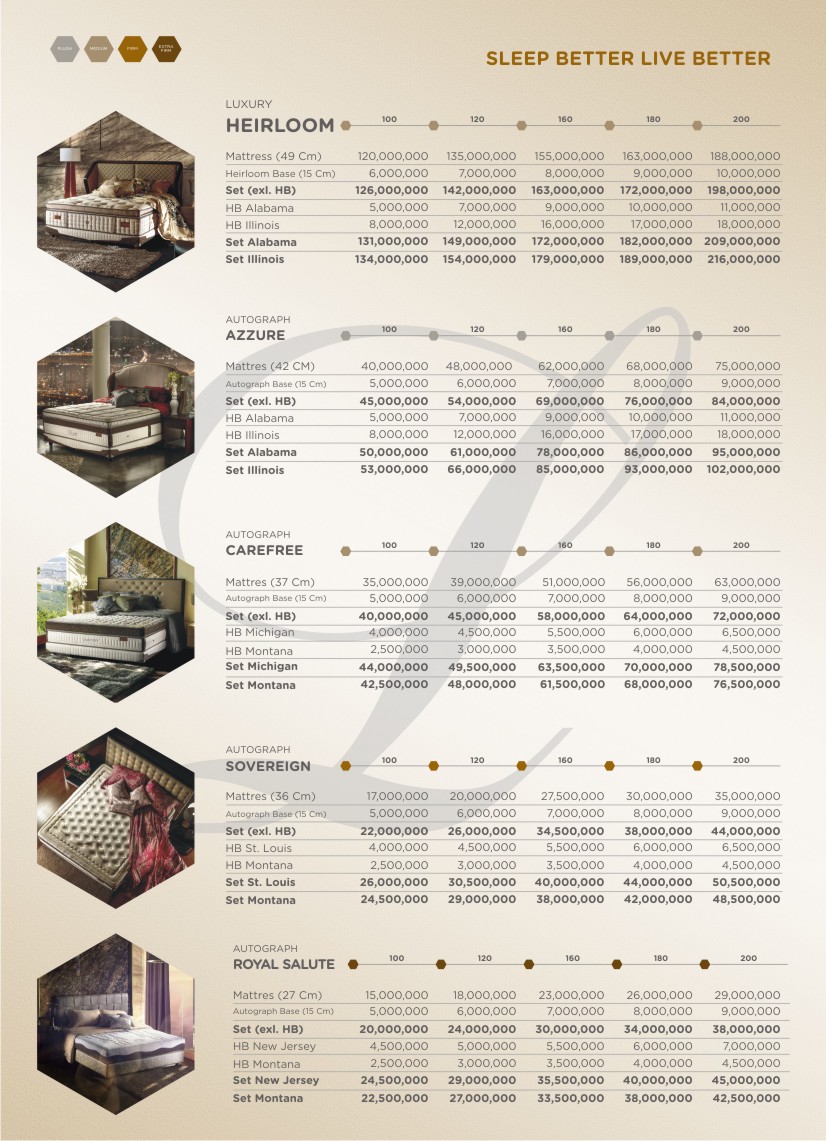 PLUSH MEDIUM FIRM EXTRA FIRM
SLEEP BETTER LIVE BETTER
LUXURY
HEIRLOOM 100 120 160 180 200
Mattress (49 Cm) 120,000,000 135,000,000 155,000,000 163,000,000 188,000,000
Heirloom Base (15 Cm) 6,000,000 7,000,000 8,000,000 9,000,000 10,000,000
Set (exl. HB) 126,000,000 142,000,000 163,000,000 172,000,000 198,000,000
HB Alabama 5,000,000 7,000,000 9,000,000 10,000,000 11,000,000
HB Illinois 8,000,000 12,000,000 16,000,000 17,000,000 18,000,000
Set Alabama 131,000,000 149,000,000 172,000,000 182,000,000 209,000,000
Set Illinois 134,000,000 154,000,000 179,000,000 189,000,000 216,000,000
AUTOGRAPH
AZZURE 100 120 160 180 200
Mattres (42 CM) 40,000,000 48,000,000 62,000,000 68,000,000 75,000,000
Autograph Base (15 Cm) 5,000,000 6,000,000 7,000,000 8,000,000 9,000,000
Set (exl. HB) 45,000,000 54,000,000 69,000,000 76,000,000 84,000,000
HB Alabama 5,000,000 7,000,000 9,000,000 10,000,000 11,000,000
HB Illinois 8,000,000 12,000,000 16,000,000 17,000,000 18,000,000
Set Alabama 50,000,000 61,000,000 78,000,000 86,000,000 95,000,000
Set Illinois 53,000,000 66,000,000 85,000,000 93,000,000 102,000,000
AUTOGRAPH
CAREFREE 100 120 160 180 200
Mattres (37 Cm) 35,000,000 39,000,000 51,000,000 56,000,000 63,000,000
Autograph Base (15 Cm) 5,000,000 6,000,000 7,000,000 8,000,000 9,000,000
Set (exl. HB) 40,000,000 45,000,000 58,000,000 64,000,000 72,000,000
HB Michigan 4,000,000 4,500,000 5,500,000 6,000,000 6,500,000
HB Montana 2,500,000 3,000,000 3,500,000 4,000,000 4,500,000
Set Michigan 44,000,000 49,500,000 63,500,000 70,000,000 78,500,000
Set Montana 42,500,000 48,000,000 61,500,000 68,000,000 76,500,000
AUTOGRAPH
SOVEREIGN 100 120 160 180 200
Mattres (36 Cm) 17,000,000 20,000,000 27,500,000 30,000,000 35,000,000
Autograph Base (15 Cm) 5,000,000 6,000,000 7,000,000 8,000,000 9,000,000
Set (exl. HB) 22,000,000 26,000,000 34,500,000 38,000,000 44,000,000
HB St. Louis 4,000,000 4,500,000 5,500,000 6,000,000 6,500,000
HB Montana 2,500,000 3,000,000 3,500,000 4,000,000 4,500,000
Set St. Louis 26,000,000 30,500,000 40,000,000 44,000,000 50,500,000
Set Montana 24,500,000 29,000,000 38,000,000 42,000,000 48,500,000
AUTOGRAPH
ROYAL SALUTE 100 120 160 180 200
Mattres (27 Cm) 15,000,000 18,000,000 23,000,000 26,000,000 29,000,000
Autograph Base (15 Cm) 5,000,000 6,000,000 7,000,000 8,000,000 9,000,000
Set (exl. HB) 20,000,000 24,000,000 30,000,000 34,000,000 38,000,000
HB New Jersey 4,500,000 5,000,000 5,500,000 6,000,000 7,000,000
HB Montana 2,500,000 3,000,000 3,500,000 4,000,000 4,500,000
Set New Jersey 24,500,000 29,000,000 35,500,000 40,000,000 45,000,000
Set Montana 22,500,000 27,000,000 33,500,000 38,000,000 42,500,000